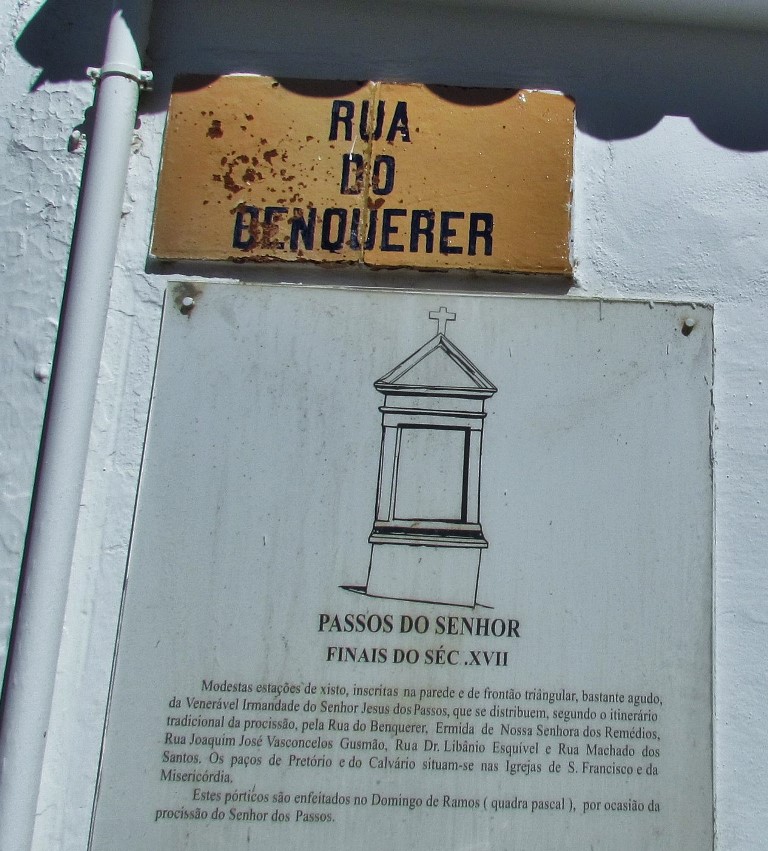 RUA
DO
BENQUERER
PASSOS DO SENHOR
FINAIS DO SÉC .XVII
Modestas estações de xisto, inscritas na parede e de frontão triângular, bastante agudo,
da Venerável Irmandade do Senhor Jesus dos Passos, que se distribuem, segundo o itinerário
tradicional da procissão, pela Rua do Benquerer, Ermida de Nossa Senhora dos Remédios,
Rua Joaquim José Vasconcelos Gusmão, Rua Dr. Libânio Esquível e Rua Machado dos
Santos. Os paços de Pretório e do Calvário situam-se nas Igrejas de S. Francisco e da
Misericórdia.
Estes pórticos são enfeitados no Domingo de Ramos ( quadra pascal ), por ocasião da
procissão do Senhor dos Passos.